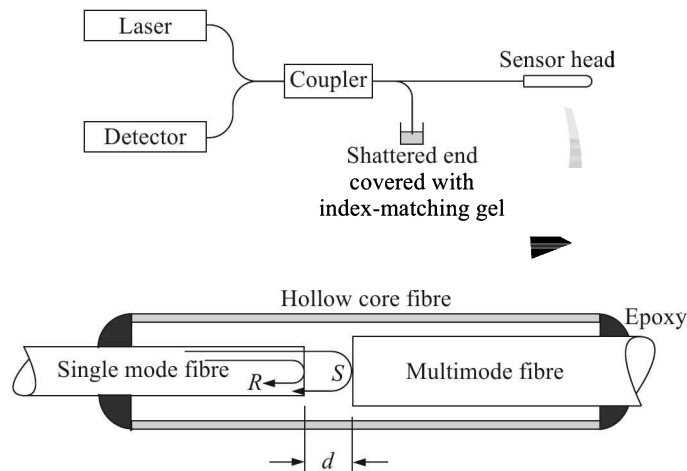 Laser
Coupler
Sensor head
Detector
Shattered end
covered with
index-matching gel
Hollow core fibre
Epoxy
Single mode fibre
R
S
Multimode fibre
d